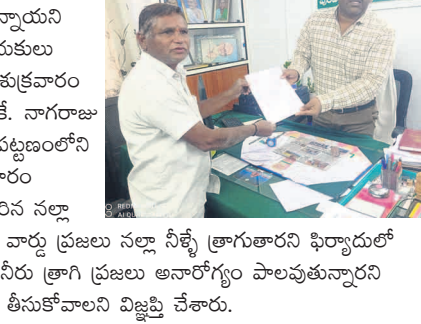 న్నాయని
దుకులు
శుక్రవారం
కే. నాగరాజు
పట్టణంలోని
ారం
రిన నల్లా
వార్డు ప్రజలు నల్లా నీళ్ళే త్రాగుతారని ఫిర్యాదులో
నీరు త్రాగి ప్రజలు అనారోగ్యం పాలవుతున్నారని
తీసుకోవాలని విజ్ఞప్తి చేశారు.